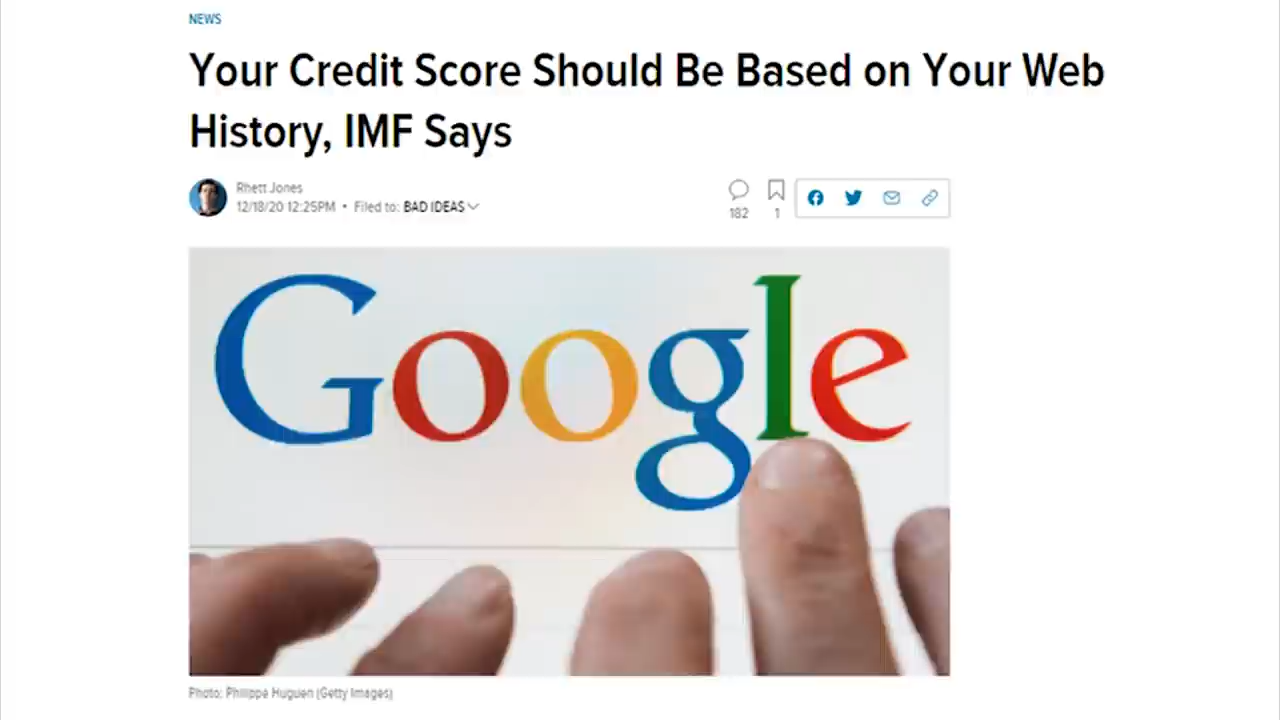 NEWS
Your Credit Score Should Be Based on Your Web
History, IMF Says
Rhett Jones
12/18/20 12:25PM • Filed to: BAD IDEAS
182
1
Google
Photo: Philippe Huguen (Getty Images)